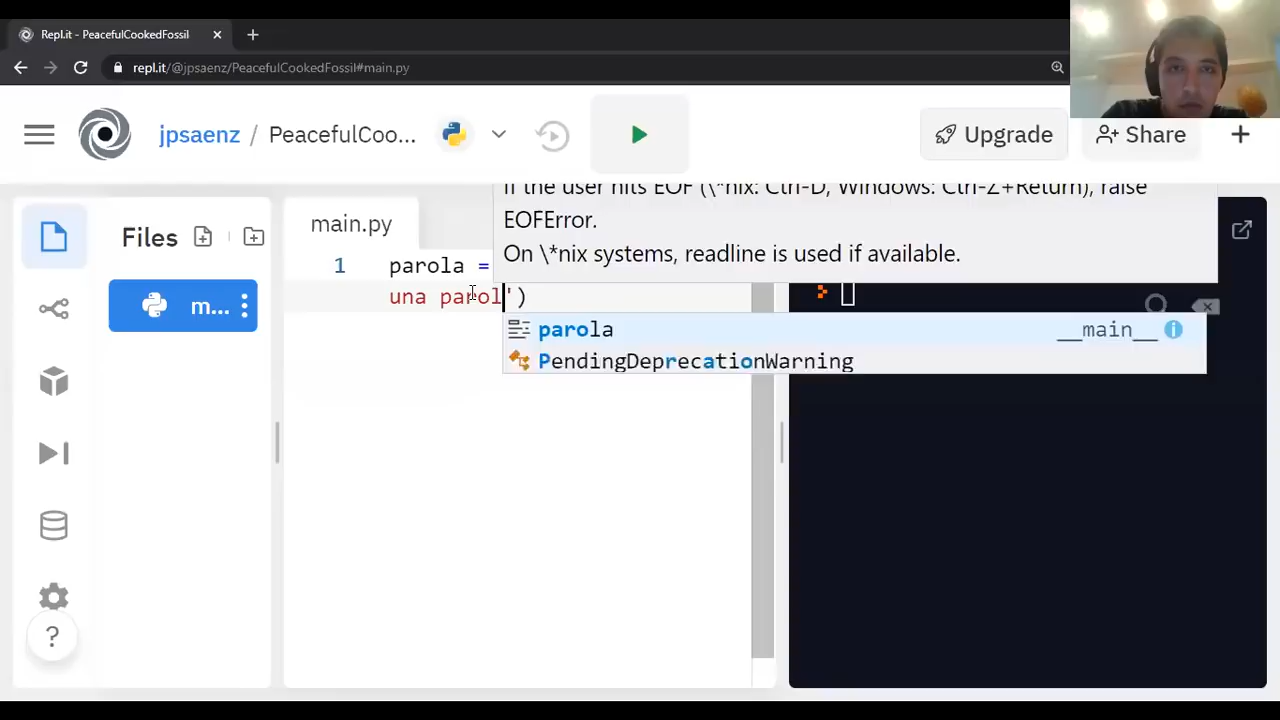 Repl.it - PeacefulCookedFossil
repl.it/@jpsaenz/PeacefulCookedFossil#main.py
jpsaenz / PeacefulCoo...
Upgrade
Share
Files
m...
main.py
If the user hits EOF (\*nix: Ctrl-D, Windows: Ctrl-Z+Return), raise
EOFError.
On \*nix systems, readline is used if available.
1 parola =
una parol')
parola __main__
PendingDeprecationWarning
?